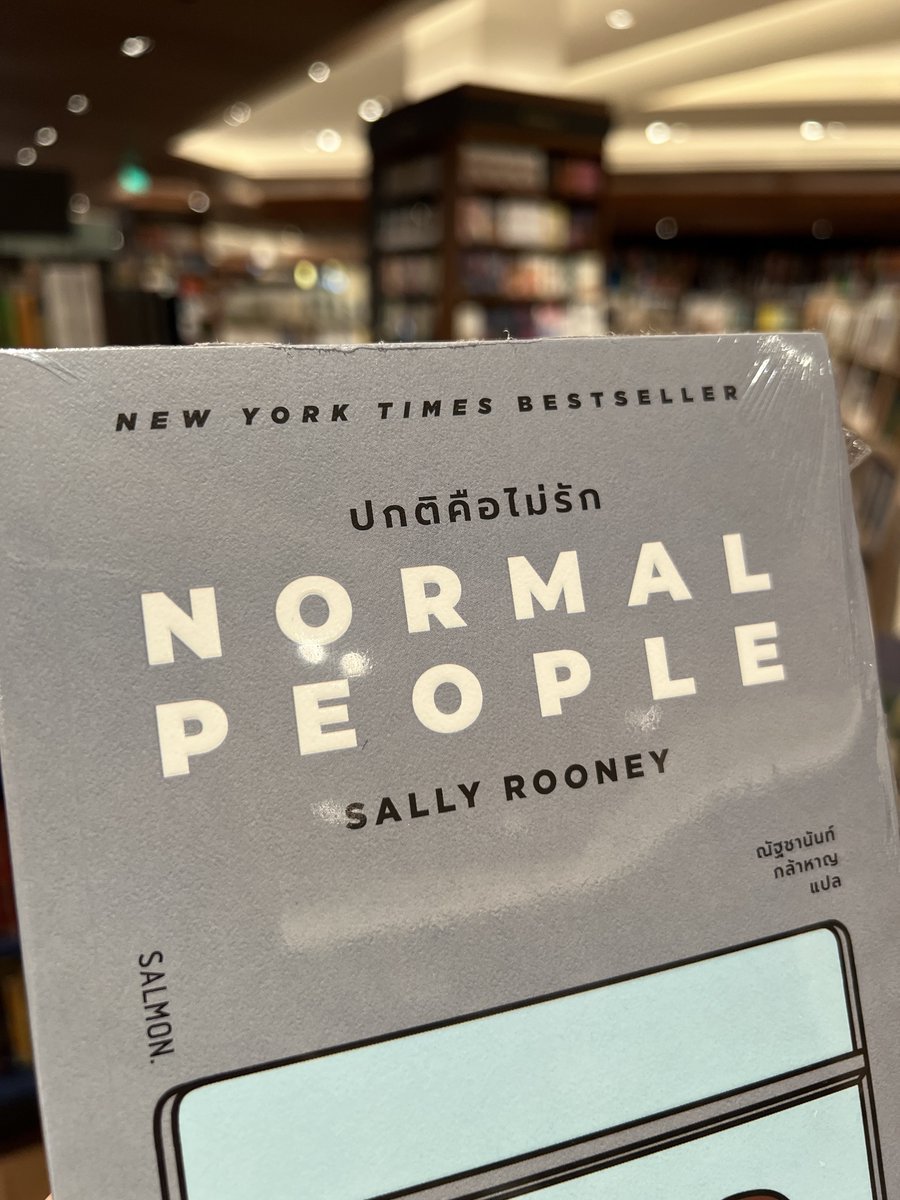 NEW YORK TIMES BESTSELLER
ปกติคือไม่รัก
NORMAL
PEOPLE
SALLY ROONEY
ณัฐชานันท์
กล้าหาญ
แปล
SALMON.